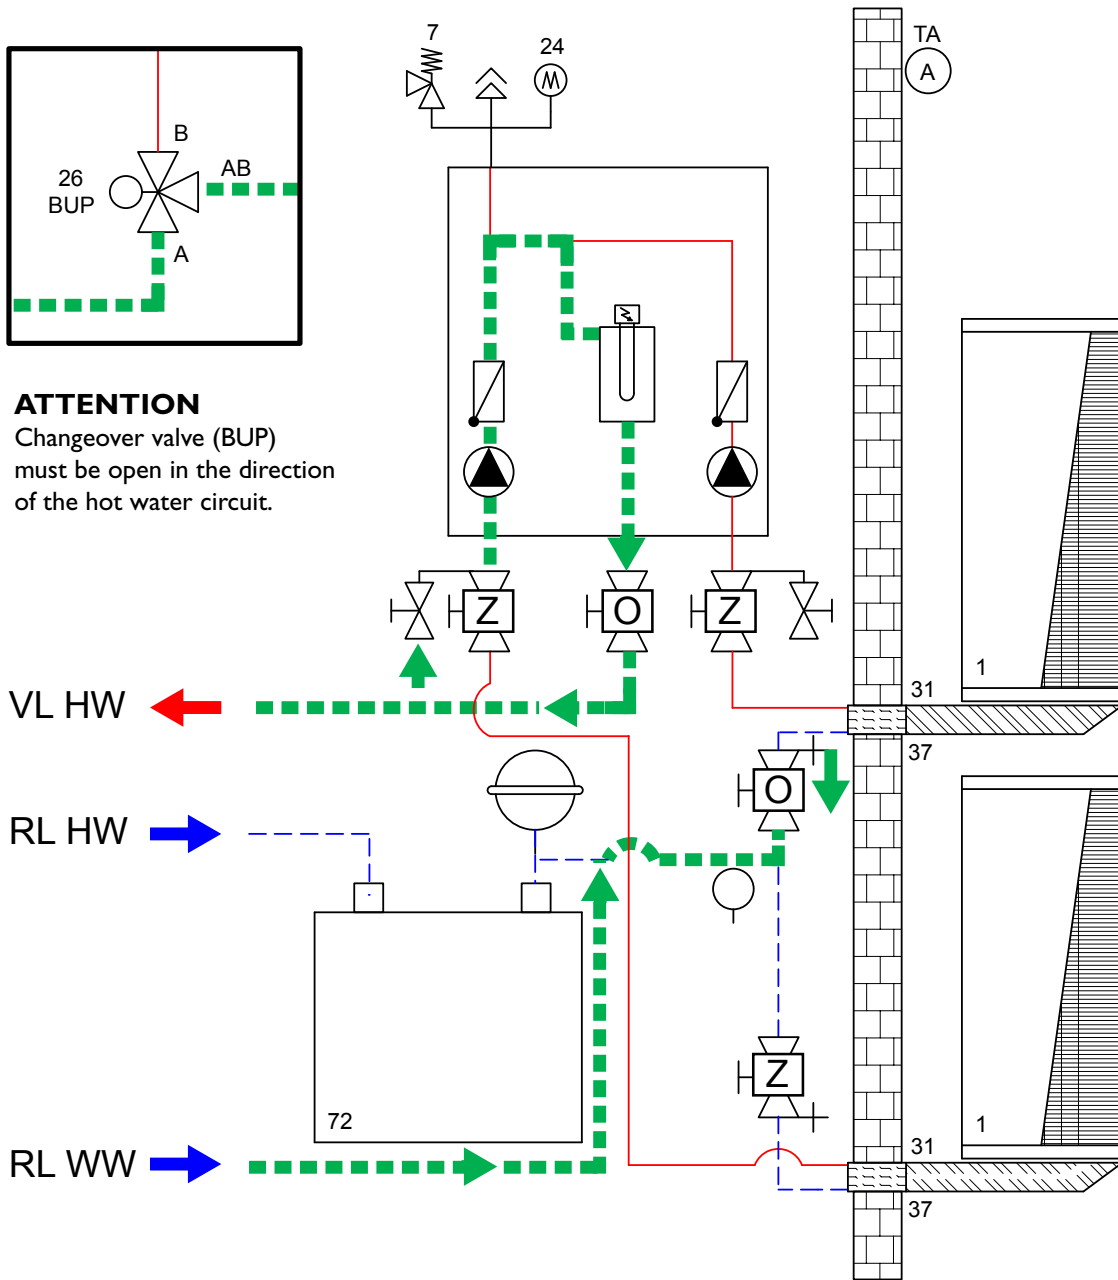 7
24
TA
A
B
AB
26
BUP
A
ATTENTION
Changeover valve (BUP)
must be open in the direction
of the hot water circuit.
Z
O
Z
1
31
VL HW
37
O
RL HW
Z
72
1
31
RL WW
37